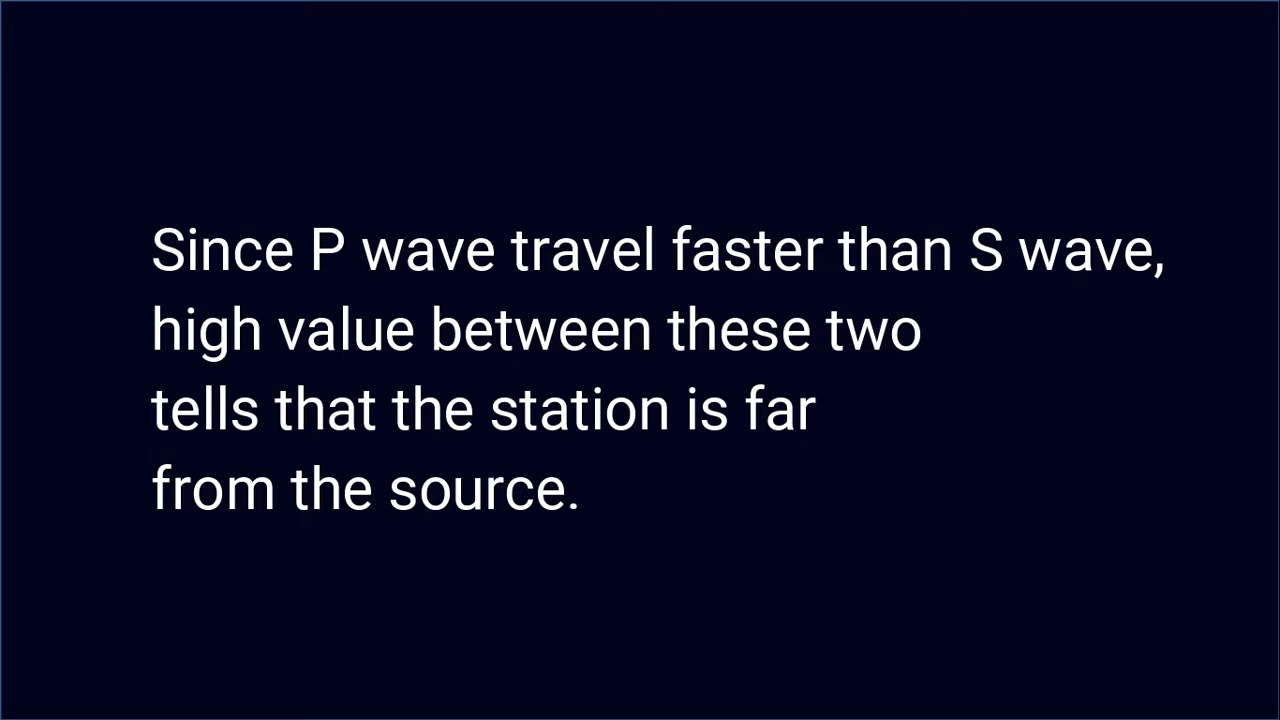 Since P wave travel faster than S wave,
high value between these two
tells that the station is far
from the source.